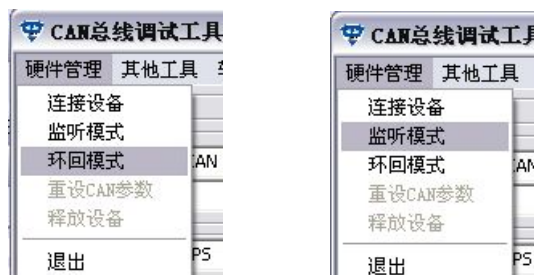 CAN总线调试工具
硬件管理 其他工具
连接设备
监听模式
环回模式
CAN
重设CAN参数
释放设备
PS
退出
CAN总线调试工具
硬件管理 其他工具
连接设备
监听模式
环回模式
CAN
重设CAN参数
释放设备
PS
退出